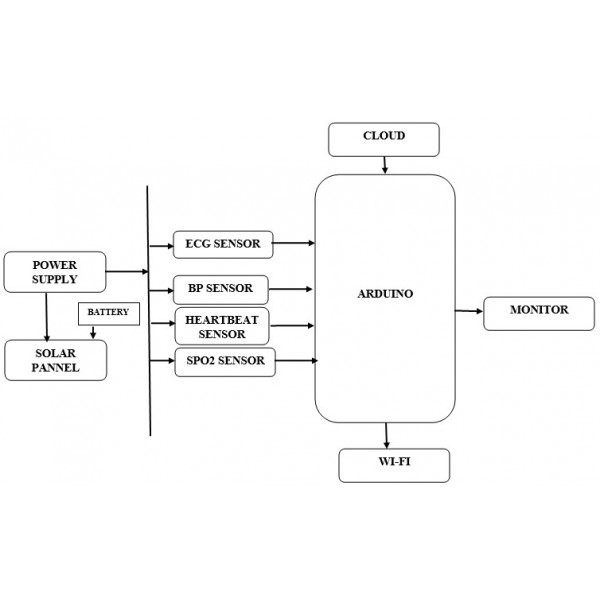 CLOUD
ECG SENSOR
POWER
SUPPLY
BP SENSOR
ARDUINO
BATTERY
HEARTBEAT
SENSOR
MONITOR
SOLAR
PANNEL
SPO2 SENSOR
WI-FI